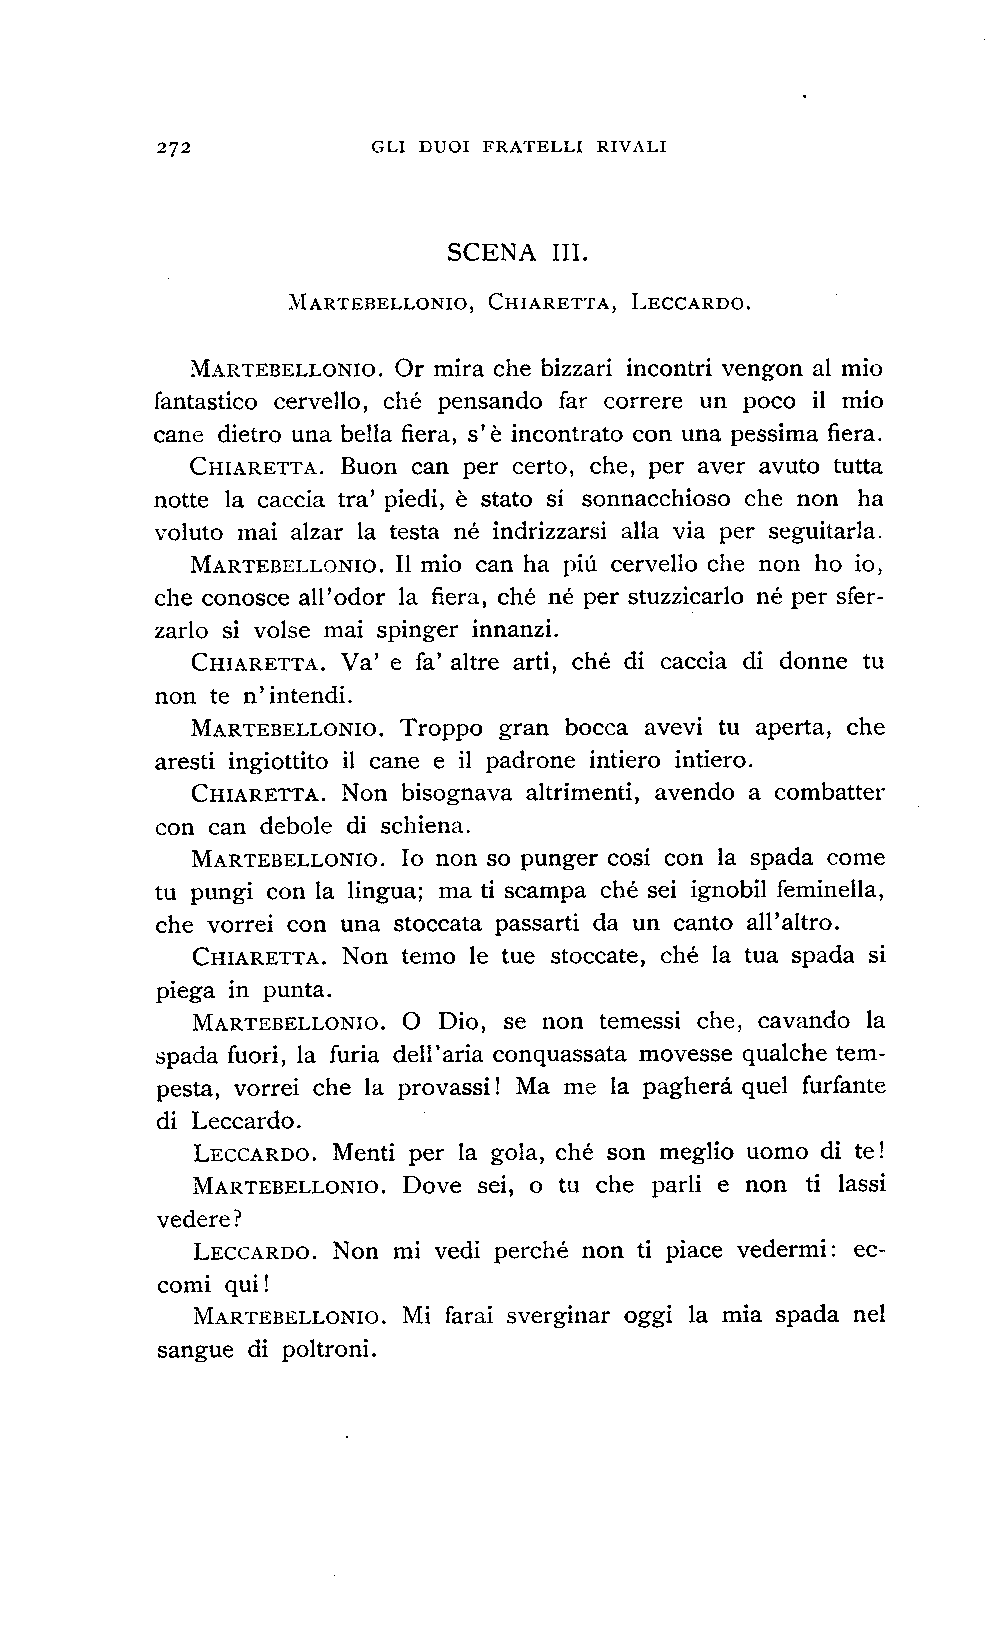 272 GLI DUOI FRATELLI RIVALI
SCENA III.
MARTEBELLONIO, CHIARETTA, LECCARDO.
MARTEBELLONIO. Or mira che bizzari incontri vengon al mio
fantastico cervello, ché pensando far correre un poco il mio
cane dietro una bella fiera, s'è incontrato con una pessima fiera.
CHIARETTA. Buon can per certo, che, per aver avuto tutta
notte la caccia tra' piedi, è stato sí sonnacchioso che non ha
voluto mai alzar la testa né indrizzarsi alla via per seguitarla.
MARTEBELLONIO. Il mio can ha piú cervello che non ho io,
che conosce all'odor la fiera, ché né per stuzzicarlo né per sfer-
zarlo si volse mai spinger innanzi.
CHIARETTA. Va' e fa' altre arti, ché di caccia di donne tu
non te n'intendi.
MARTEBELLONIO. Troppo gran bocca avevi tu aperta, che
aresti ingiottito il cane e il padrone intiero intiero.
CHIARETTA. Non bisognava altrimenti, avendo a combatter
con can debole di schiena.
MARTEBELLONIO. Io non so punger cosí con la spada come
tu pungi con la lingua; ma ti scampa ché sei ignobil feminella,
che vorrei con una stoccata passarti da un canto all'altro.
CHIARETTA. Non temo le tue stoccate, ché la tua spada si
piega in punta.
MARTEBELLONIO. O Dio, se non temessi che, cavando la
spada fuori, la furia dell'aria conquassata movesse qualche tem-
pesta, vorrei che la provassi! Ma me la pagherá quel furfante
di Leccardo.
LECCARDO. Menti per la gola, ché son meglio uomo di te!
MARTEBELLONIO. Dove sei, o tu che parli e non ti lassi
vedere?
LECCARDO. Non mi vedi perché non ti piace vedermi: ec-
comi qui!
MARTEBELLONIO. Mi farai sverginar oggi la mia spada nel
sangue di poltroni.